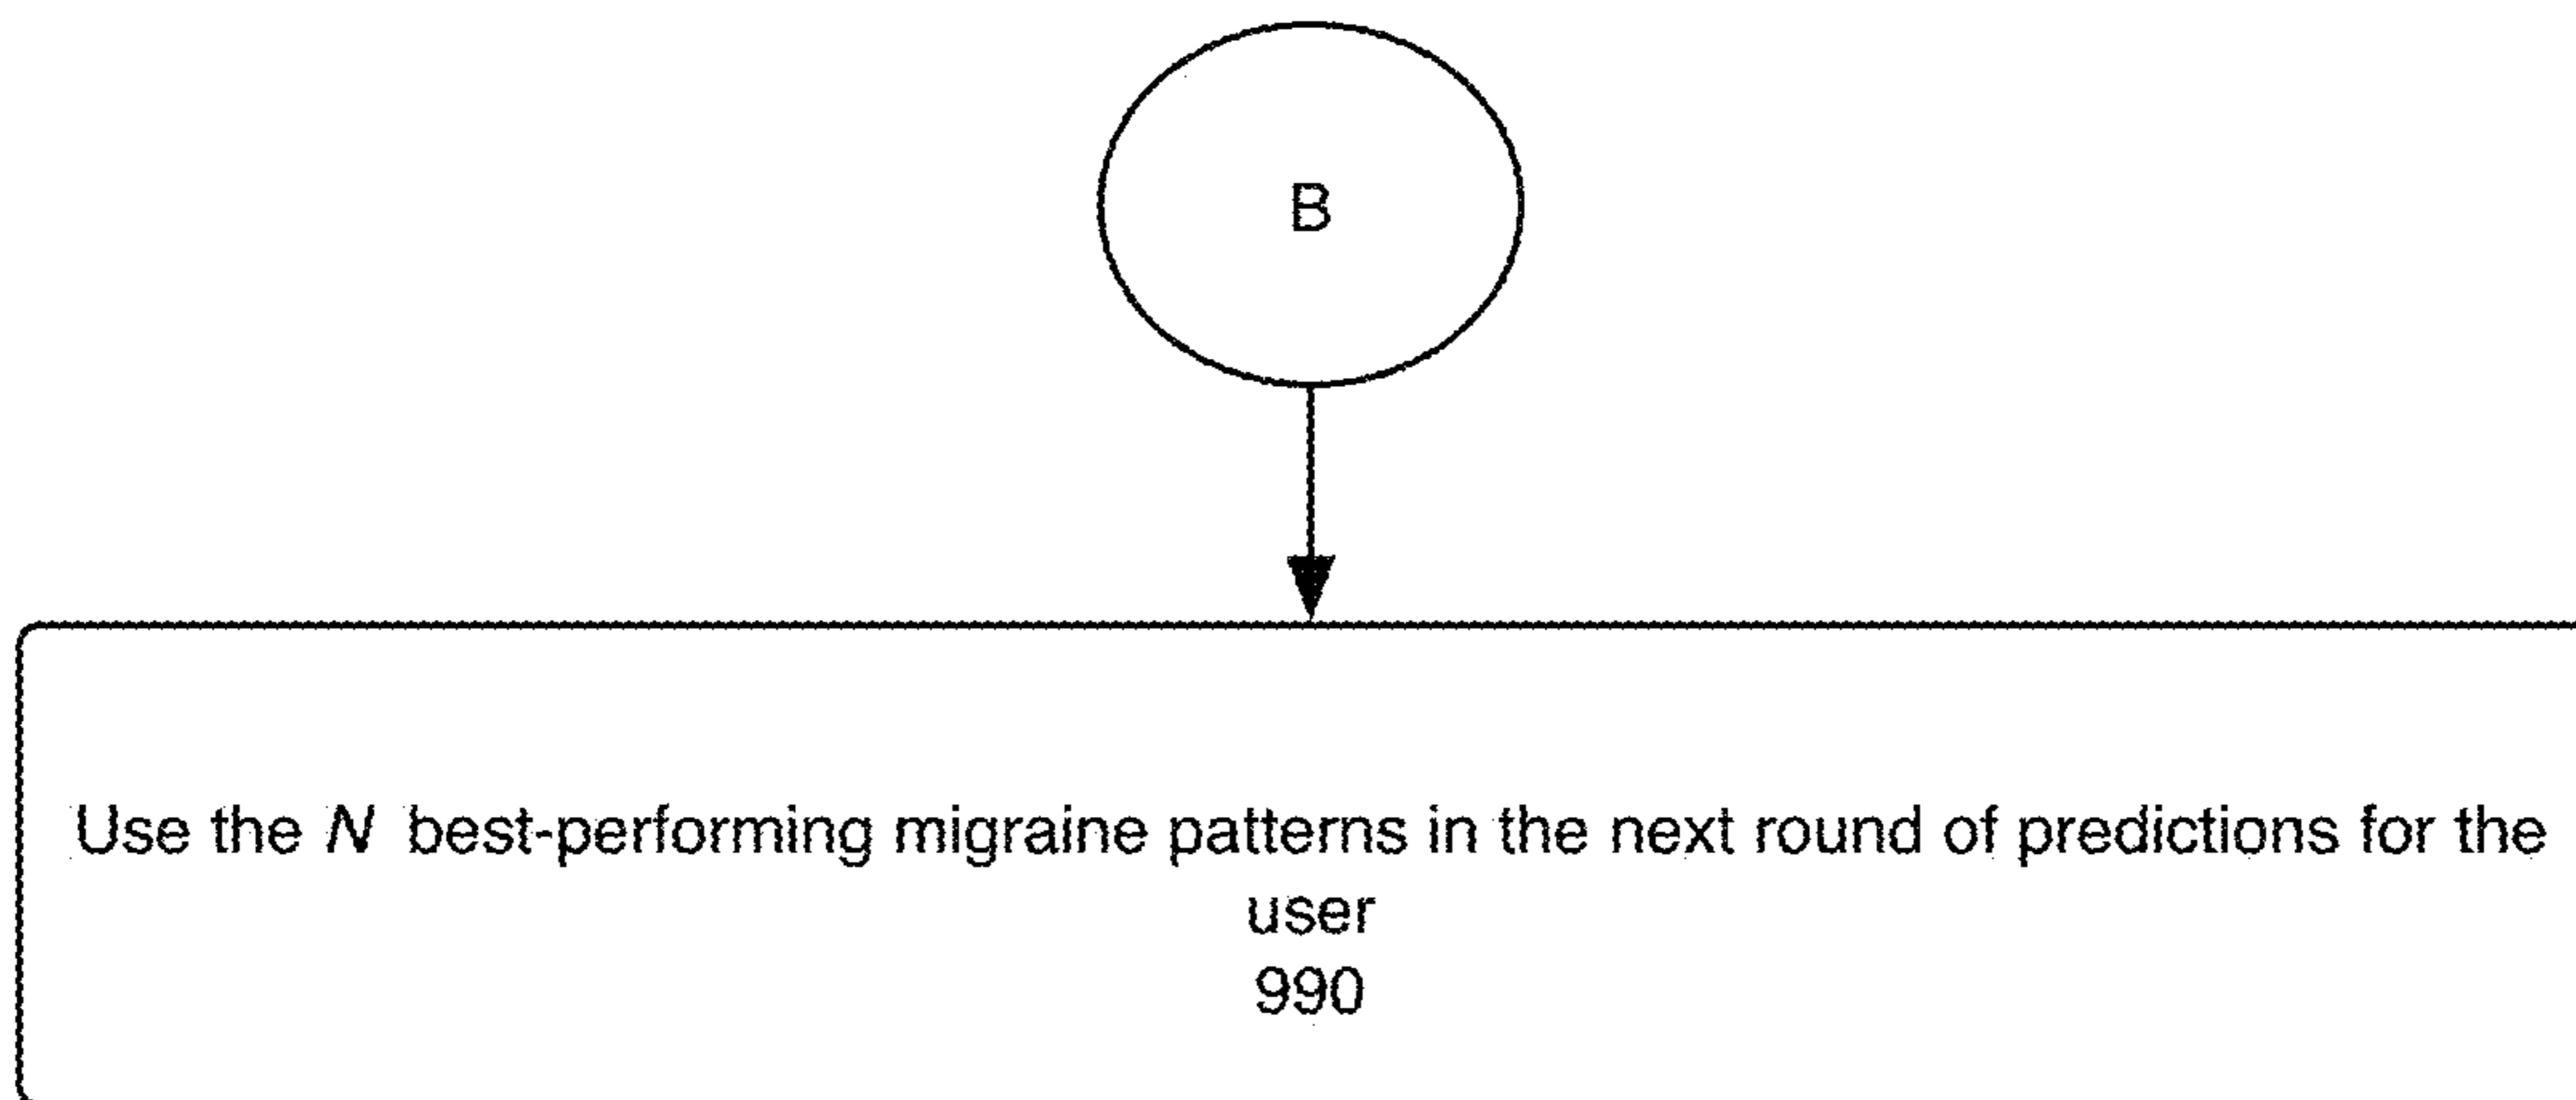 B
Use the N best-performing migraine patterns in the next round of predictions for the
user
990